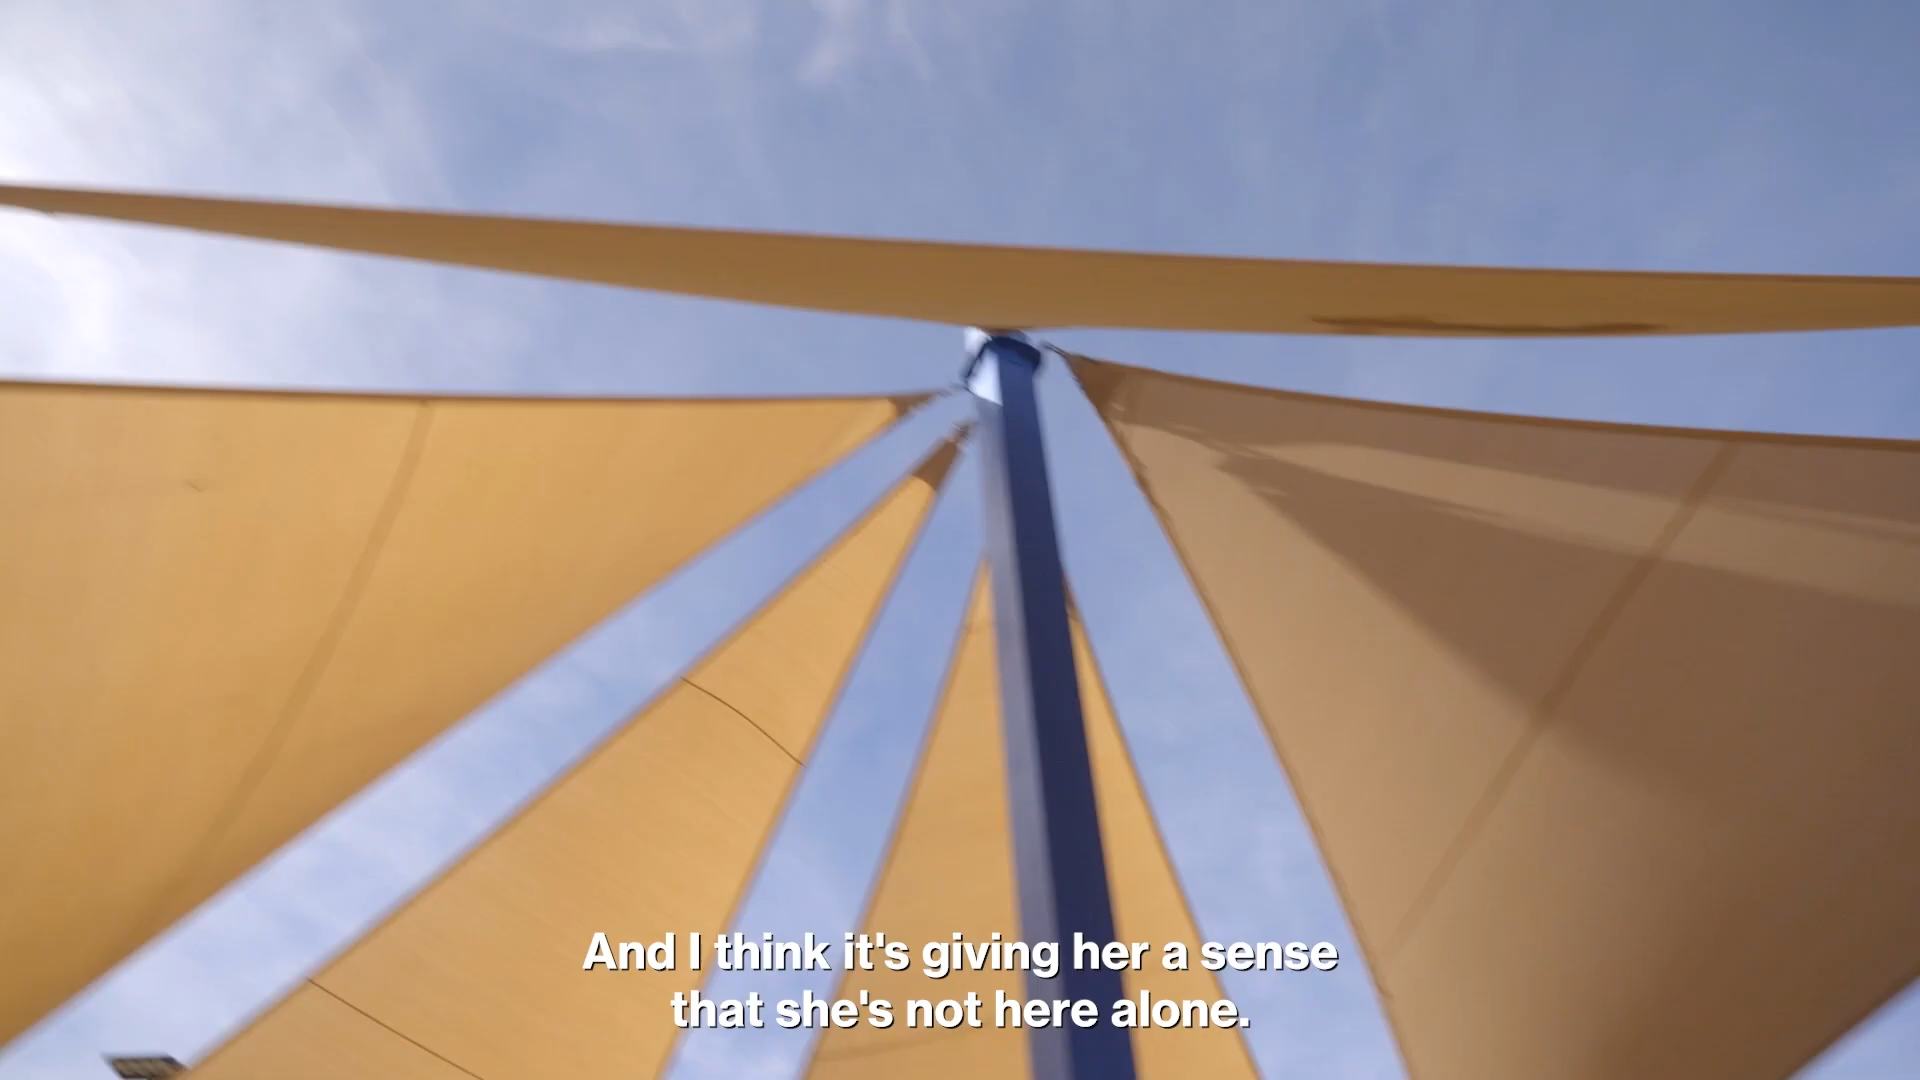 And I think it's giving her a sense
that she's not here alone.